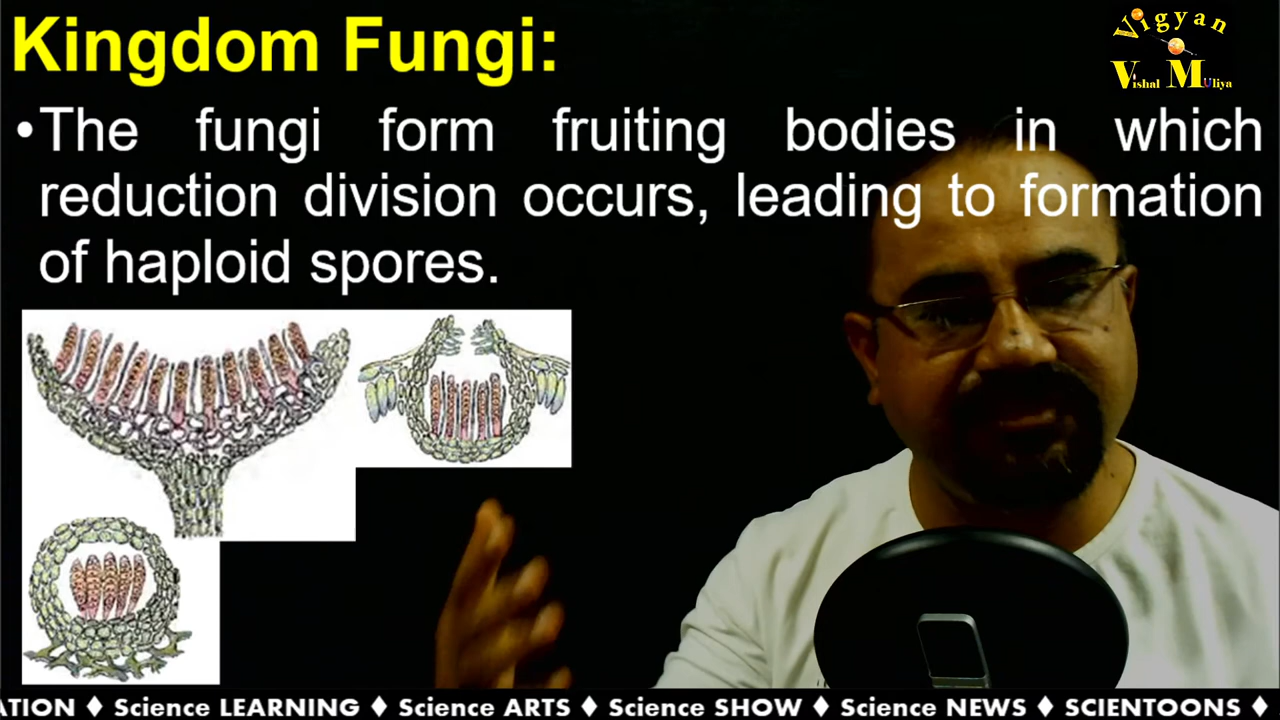 Kingdom Fungi:
Vigyan
Vishal MUliya
•The fungi form fruiting bodies in which
reduction division occurs, leading to formation
of haploid spores.
ATION ♦ Science LEARNING ♦ Science ARTS ♦ Science SHOW ♦ Science NEWS ♦ SCIENTOONS ♦